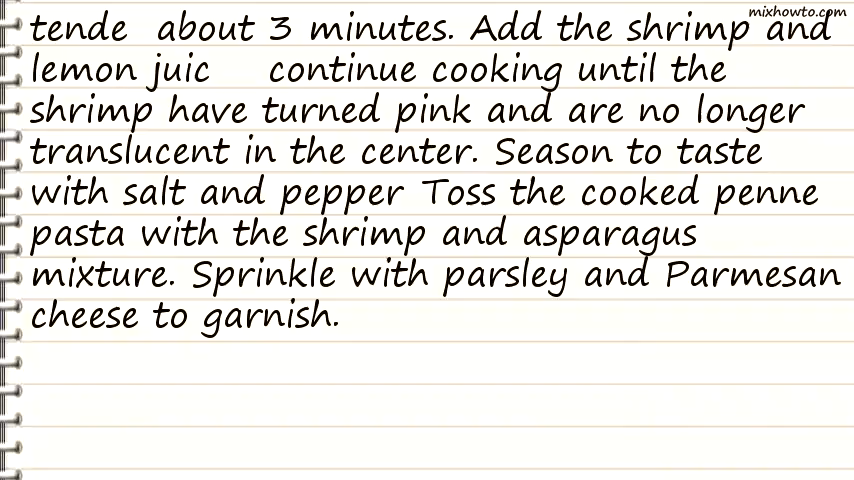 mixhowto.com
tende about 3 minutes. Add the shrimp and
lemon juic continue cooking until the
shrimp have turned pink and are no longer
translucent in the center. Season to taste
with salt and pepper Toss the cooked penne
pasta with the shrimp and asparagus
mixture. Sprinkle with parsley and Parmesan
cheese to garnish.